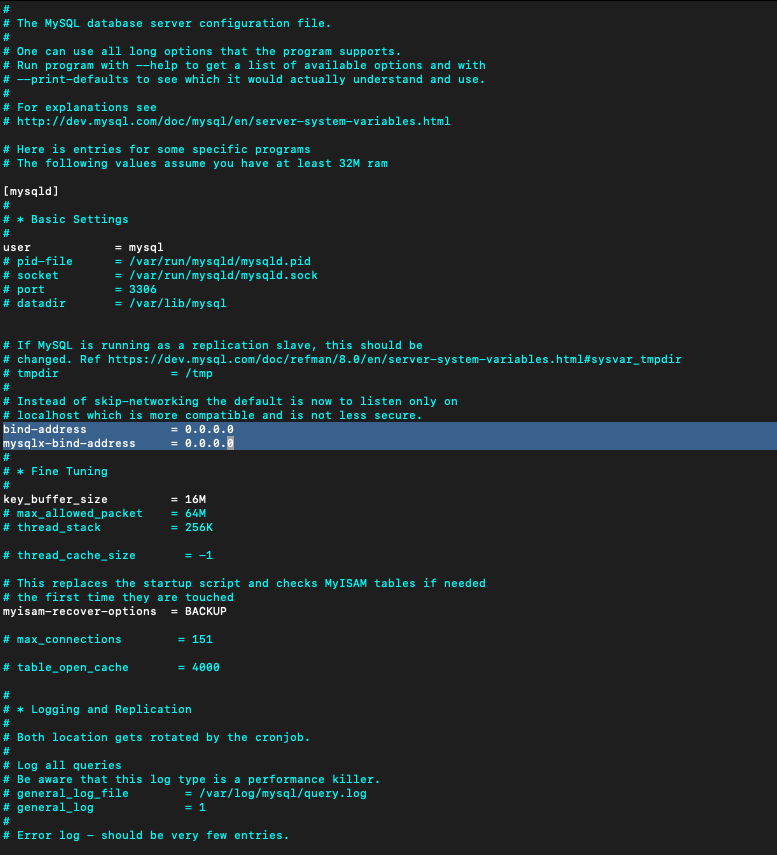 #
# The MySQL database server configuration file.
#
# One can use all long options that the program supports.
# Run program with --help to get a list of available options and with
# --print-defaults to see which it would actually understand and use.
#
# For explanations see
# http://dev.mysql.com/doc/mysql/en/server-system-variables.html

# Here is entries for some specific programs
# The following values assume you have at least 32M ram

[mysqld]
#
# * Basic Settings
#
user            = mysql
# pid-file      = /var/run/mysqld/mysqld.pid
# socket        = /var/run/mysqld/mysqld.sock
# port          = 3306
# datadir       = /var/lib/mysql


# If MySQL is running as a replication slave, this should be
# changed. Ref https://dev.mysql.com/doc/refman/8.0/en/server-system-variables.html#sysvar_tmpdir
# tmpdir                = /tmp
#
# Instead of skip-networking the default is now to listen only on
# localhost which is more compatible and is not less secure.
bind-address            = 0.0.0.0
mysqlx-bind-address     = 0.0.0.0
#
# * Fine Tuning
#
key_buffer_size         = 16M
# max_allowed_packet    = 64M
# thread_stack          = 256K

# thread_cache_size       = -1

# This replaces the startup script and checks MyISAM tables if needed
# the first time they are touched
myisam-recover-options  = BACKUP

# max_connections        = 151

# table_open_cache       = 4000

#
# * Logging and Replication
#
# Both location gets rotated by the cronjob.
#
# Log all queries
# Be aware that this log type is a performance killer.
# general_log_file        = /var/log/mysql/query.log
# general_log             = 1
#
# Error log - should be very few entries.